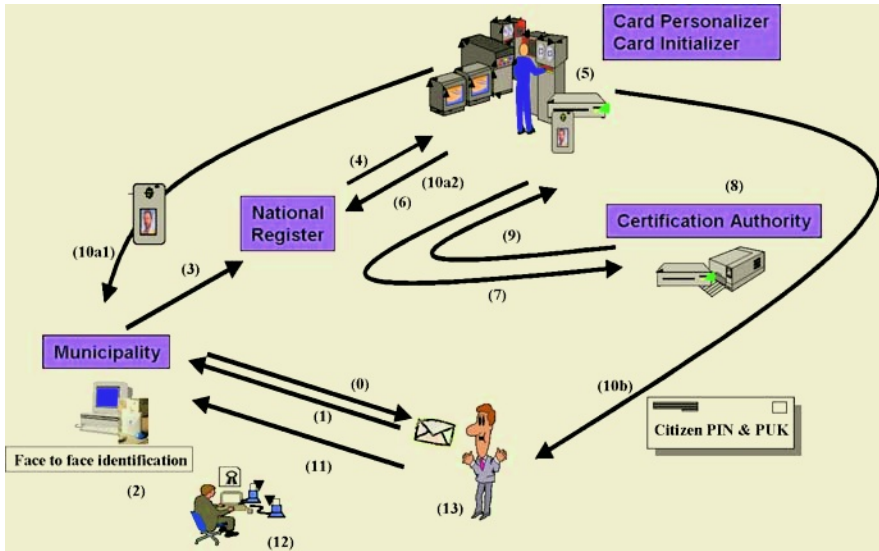 Card Personalizer
Card Initializer
(5)
(4)
(10a2)
(6)
(8)
National
Register
Certification Authority
(9)
(10a1)
(3)
(7)
Municipality
(0)
(1)
(10b)
Citizen PIN & PUK
Face to face identification
(11)
(2)
(13)
(12)